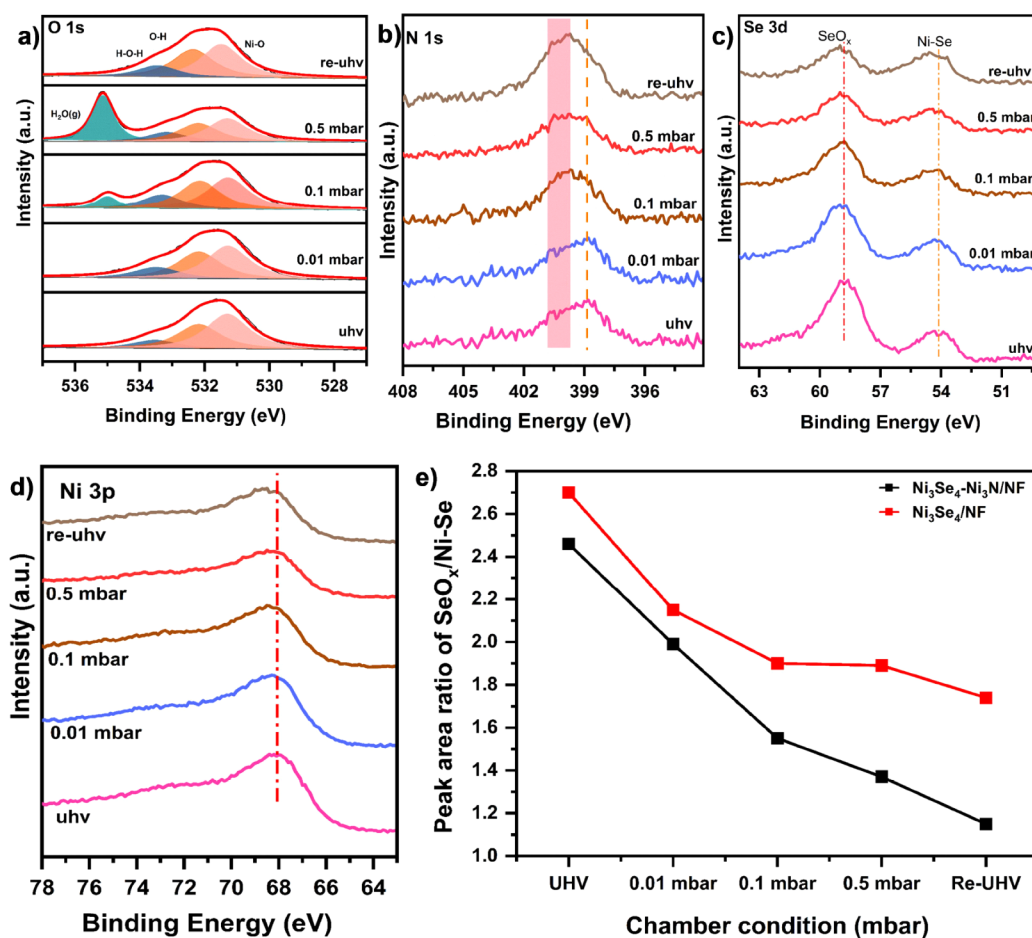 a)
O 1s
H-O-H
O-H
Ni-O
re-uhv
H₂O(g)
0.5 mbar
0.1 mbar
0.01 mbar
uhv
Intensity (a.u.)
536 534 532 530 528
Binding Energy (eV)
b)
N 1s
re-uhv
0.5 mbar
0.1 mbar
0.01 mbar
uhv
Intensity (a.u.)
408 405 402 399 396
Binding Energy (eV)
c)
Se 3d
SeOₓ
Ni-Se
re-uhv
0.5 mbar
0.1 mbar
0.01 mbar
uhv
Intensity (a.u.)
63 60 57 54 51
Binding Energy (eV)
d)
Ni 3p
re-uhv
0.5 mbar
0.1 mbar
0.01 mbar
uhv
Intensity (a.u.)
78 76 74 72 70 68 66 64
Binding Energy (eV)
e)
Ni₃Se₄-Ni₃N/NF
Ni₃Se₄/NF
2.8
2.6
2.4
2.2
2.0
1.8
1.6
1.4
1.2
1.0
Peak area ratio of SeOₓ/Ni-Se
UHV 0.01 mbar 0.1 mbar 0.5 mbar Re-UHV
Chamber condition (mbar)